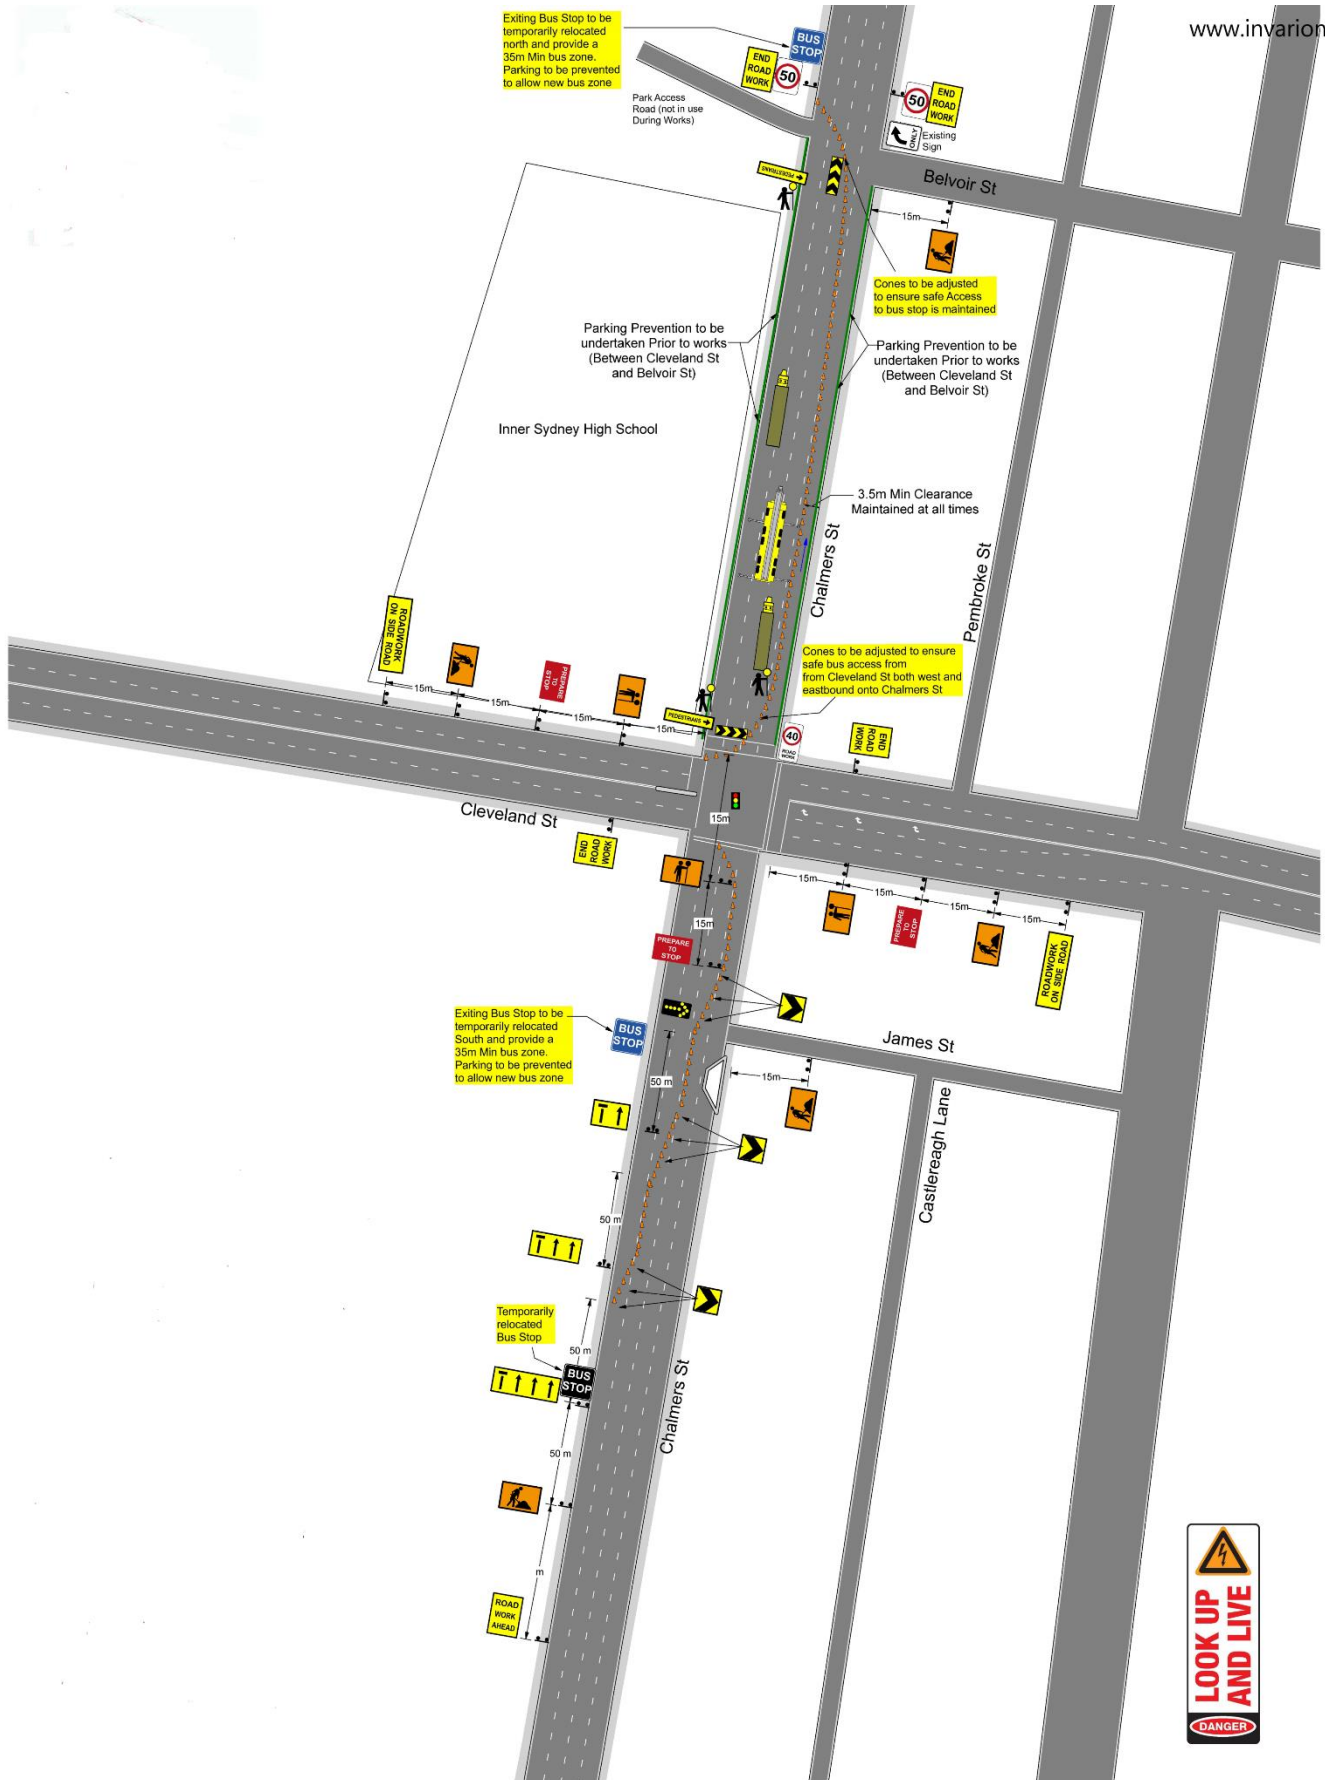 www.invarion
Exiting Bus Stop to be
temporarily relocated
north and provide a
35m Min bus zone.
Parking to be prevented
to allow new bus zone
BUS
STOP
END
ROAD
WORK
50
50
END
ROAD
WORK
Park Access
Road (not in use
During Works)
ONLY
Existing
Sign
PEDESTRIANS
Belvoir St
15m
Cones to be adjusted
to ensure safe Access
to bus stop is maintained
Parking Prevention to be
undertaken Prior to works
(Between Cleveland St
and Belvoir St)
Parking Prevention to be
undertaken Prior to works
(Between Cleveland St
and Belvoir St)
Inner Sydney High School
3.5m Min Clearance
Maintained at all times
Chalmers St
Pembroke St
ROADWORK
ON SIDE ROAD
PREPARE
TO
STOP
15m
15m
15m
15m
Cones to be adjusted to ensure
safe bus access from
from Cleveland St both west and
eastbound onto Chalmers St
PEDESTRIANS
40
ROAD
WORK
END
ROAD
WORK
Cleveland St
15m
END
ROAD
WORK
15m
PREPARE
TO
STOP
15m
15m
15m
15m
PREPARE
TO
STOP
ROADWORK
ON SIDE ROAD
Exiting Bus Stop to be
temporarily relocated
South and provide a
35m Min bus zone.
Parking to be prevented
to allow new bus zone
BUS
STOP
James St
50 m
15m
Castlereagh Lane
50 m
Temporarily
relocated
Bus Stop
50 m
BUS
STOP
Chalmers St
50 m
m
ROAD
WORK
AHEAD
LOOK UP
AND LIVE
DANGER